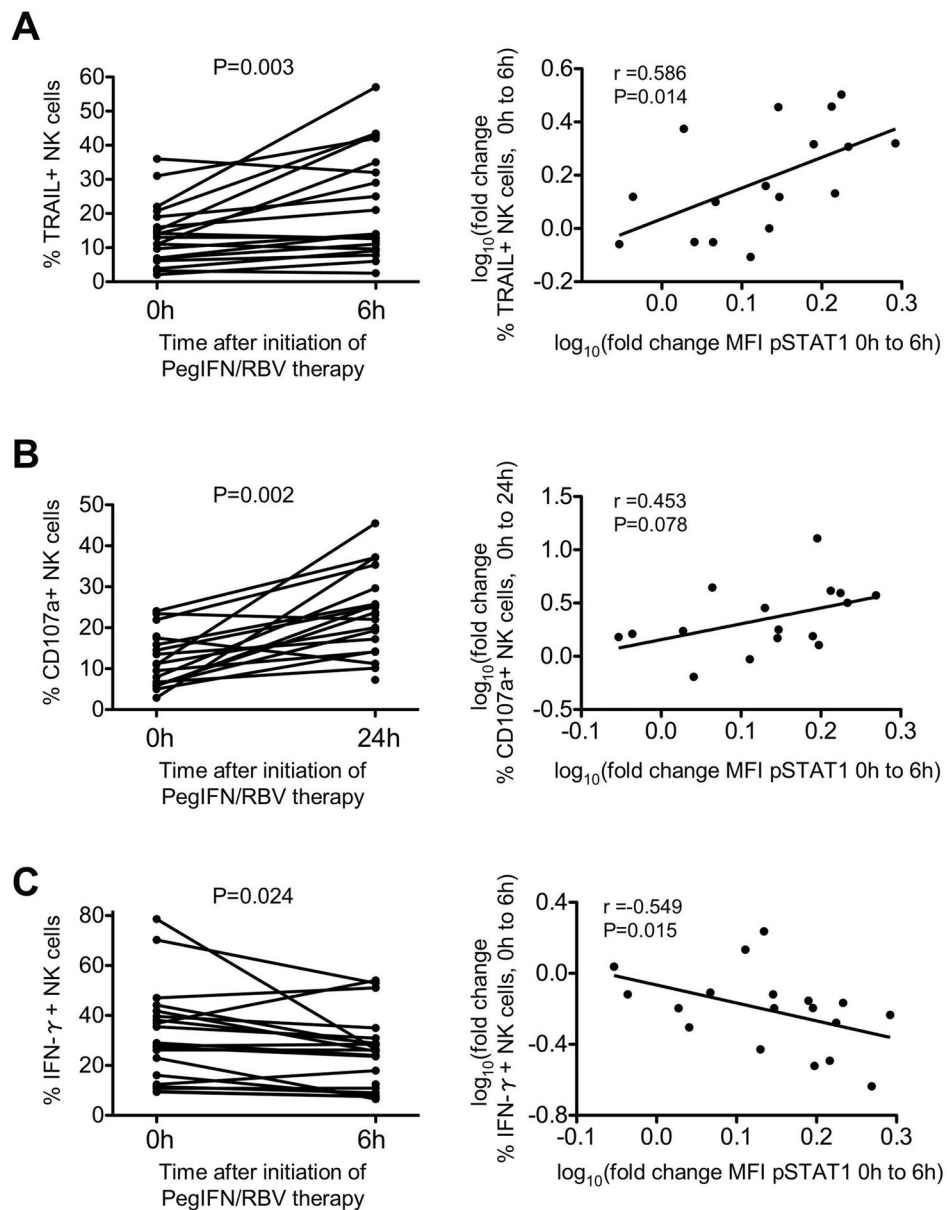 A
P=0.003
% TRAIL+ NK cells
60
50
40
30
20
10
0
0h
6h
Time after initiation of
PegIFN/RBV therapy
r =0.586
P=0.014
log₁₀(fold change
% TRAIL+ NK cells, 0h to 6h)
0.6
0.4
0.2
0.0
-0.2
0.0
0.1
0.2
0.3
log₁₀(fold change MFI pSTAT1 0h to 6h)
B
P=0.002
% CD107a+ NK cells
50
40
30
20
10
0
0h
24h
Time after initiation of
PegIFN/RBV therapy
r =0.453
P=0.078
log₁₀(fold change
% CD107a+ NK cells, 0h to 24h)
1.5
1.0
0.5
0.0
-0.5
-0.1
0.0
0.1
0.2
0.3
log₁₀(fold change MFI pSTAT1 0h to 6h)
C
P=0.024
% IFN-γ + NK cells
80
60
40
20
0
0h
6h
Time after initiation of
PegIFN/RBV therapy
r =-0.549
P=0.015
log₁₀(fold change
% IFN-γ + NK cells, 0h to 6h)
0.4
0.0
-0.4
-0.8
-0.1
0.0
0.1
0.2
0.3
log₁₀(fold change MFI pSTAT1 0h to 6h)